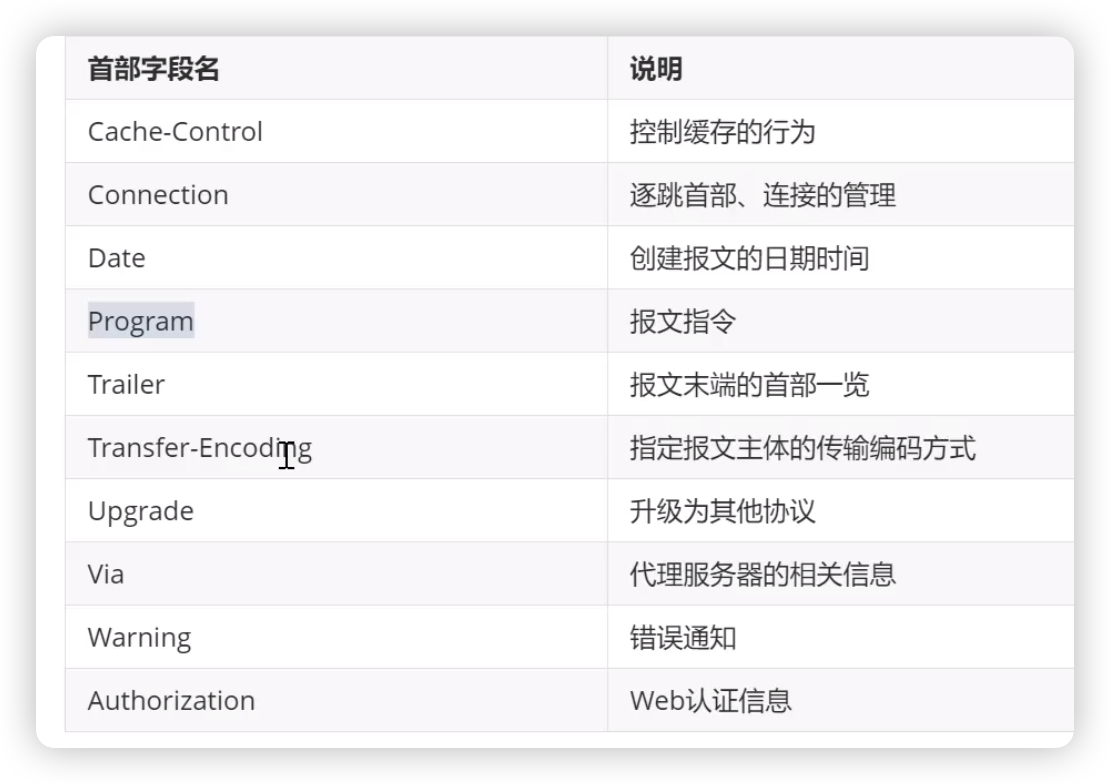 首部字段名 说明
Cache-Control 控制缓存的行为
Connection 逐跳首部、连接的管理
Date 创建报文的日期时间
Program 报文指令
Trailer 报文末端的首部一览
Transfer-Encoding 指定报文主体的传输编码方式
Upgrade 升级为其他协议
Via 代理服务器的相关信息
Warning 错误通知
Authorization Web认证信息